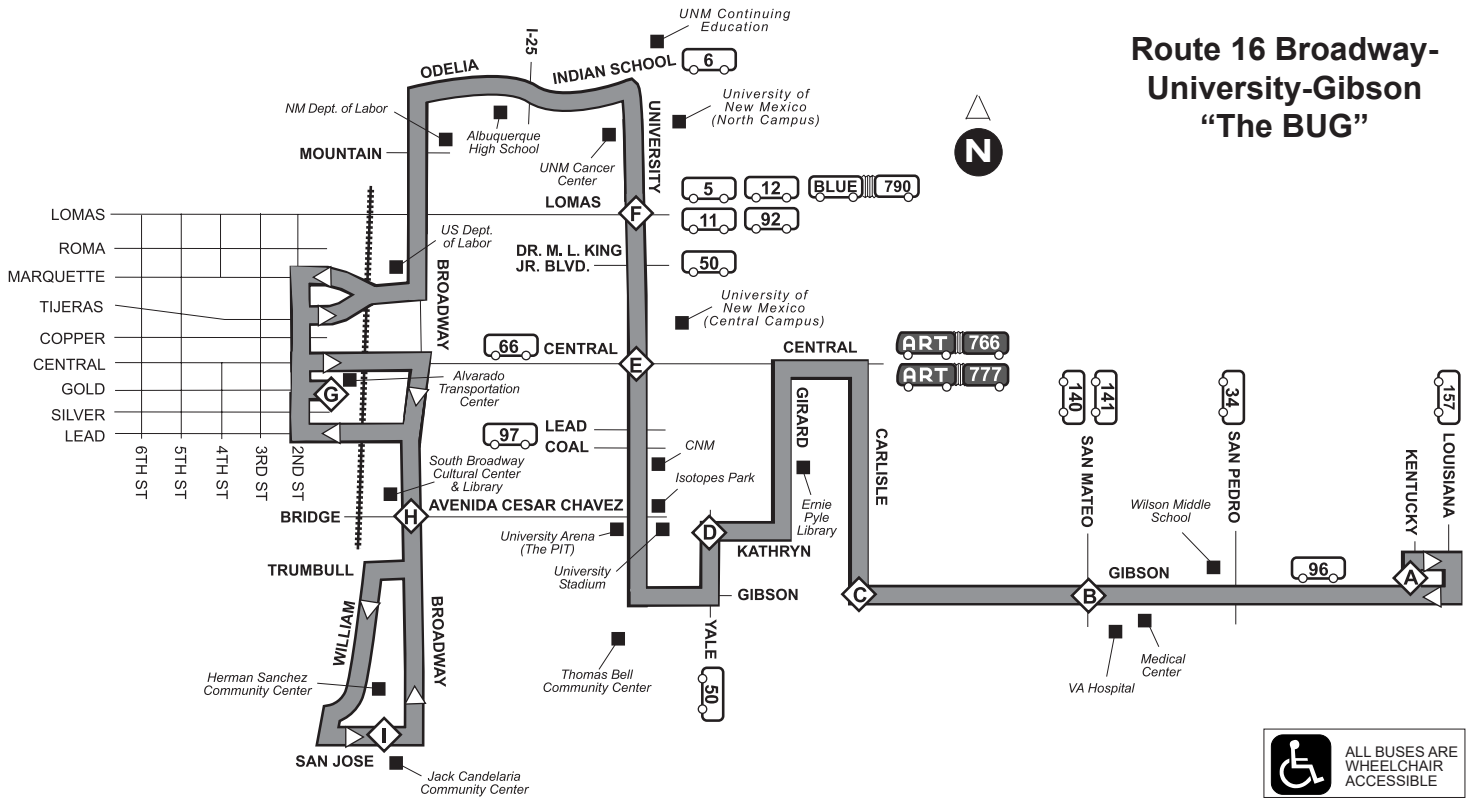 Route 16 Broadway-
University-Gibson
“The BUG”
UNM Continuing
Education
I-25
ODELIA
INDIAN SCHOOL
6
NM Dept. of Labor
Albuquerque
High School
UNM Cancer
Center
UNIVERSITY
University of
New Mexico
(North Campus)
N
MOUNTAIN
LOMAS
F
5
12
BLUE
790
11
92
LOMAS
ROMA
MARQUETTE
TIJERAS
COPPER
CENTRAL
GOLD
SILVER
LEAD
6TH ST
5TH ST
4TH ST
3RD ST
2ND ST
US Dept.
of Labor
BROADWAY
DR. M. L. KING
JR. BLVD.
50
University of
New Mexico
(Central Campus)
66
CENTRAL
E
CENTRAL
ART
766
ART
777
G
Alvarado
Transportation
Center
97
LEAD
COAL
CNM
Isotopes Park
GIRARD
CARLISLE
Ernie
Pyle
Library
140
141
SAN MATEO
34
SAN PEDRO
157
LOUISIANA
KENTUCKY
South Broadway
Cultural Center
& Library
AVENIDA CESAR CHAVEZ
BRIDGE
H
University Arena
(The PIT)
University
Stadium
D
KATHRYN
Wilson Middle
School
TRUMBULL
WILLIAM
BROADWAY
GIBSON
YALE
50
C
B
GIBSON
96
A
Thomas Bell
Community Center
VA Hospital
Medical
Center
Herman Sanchez
Community Center
I
SAN JOSE
Jack Candelaria
Community Center
ALL BUSES ARE
WHEELCHAIR
ACCESSIBLE